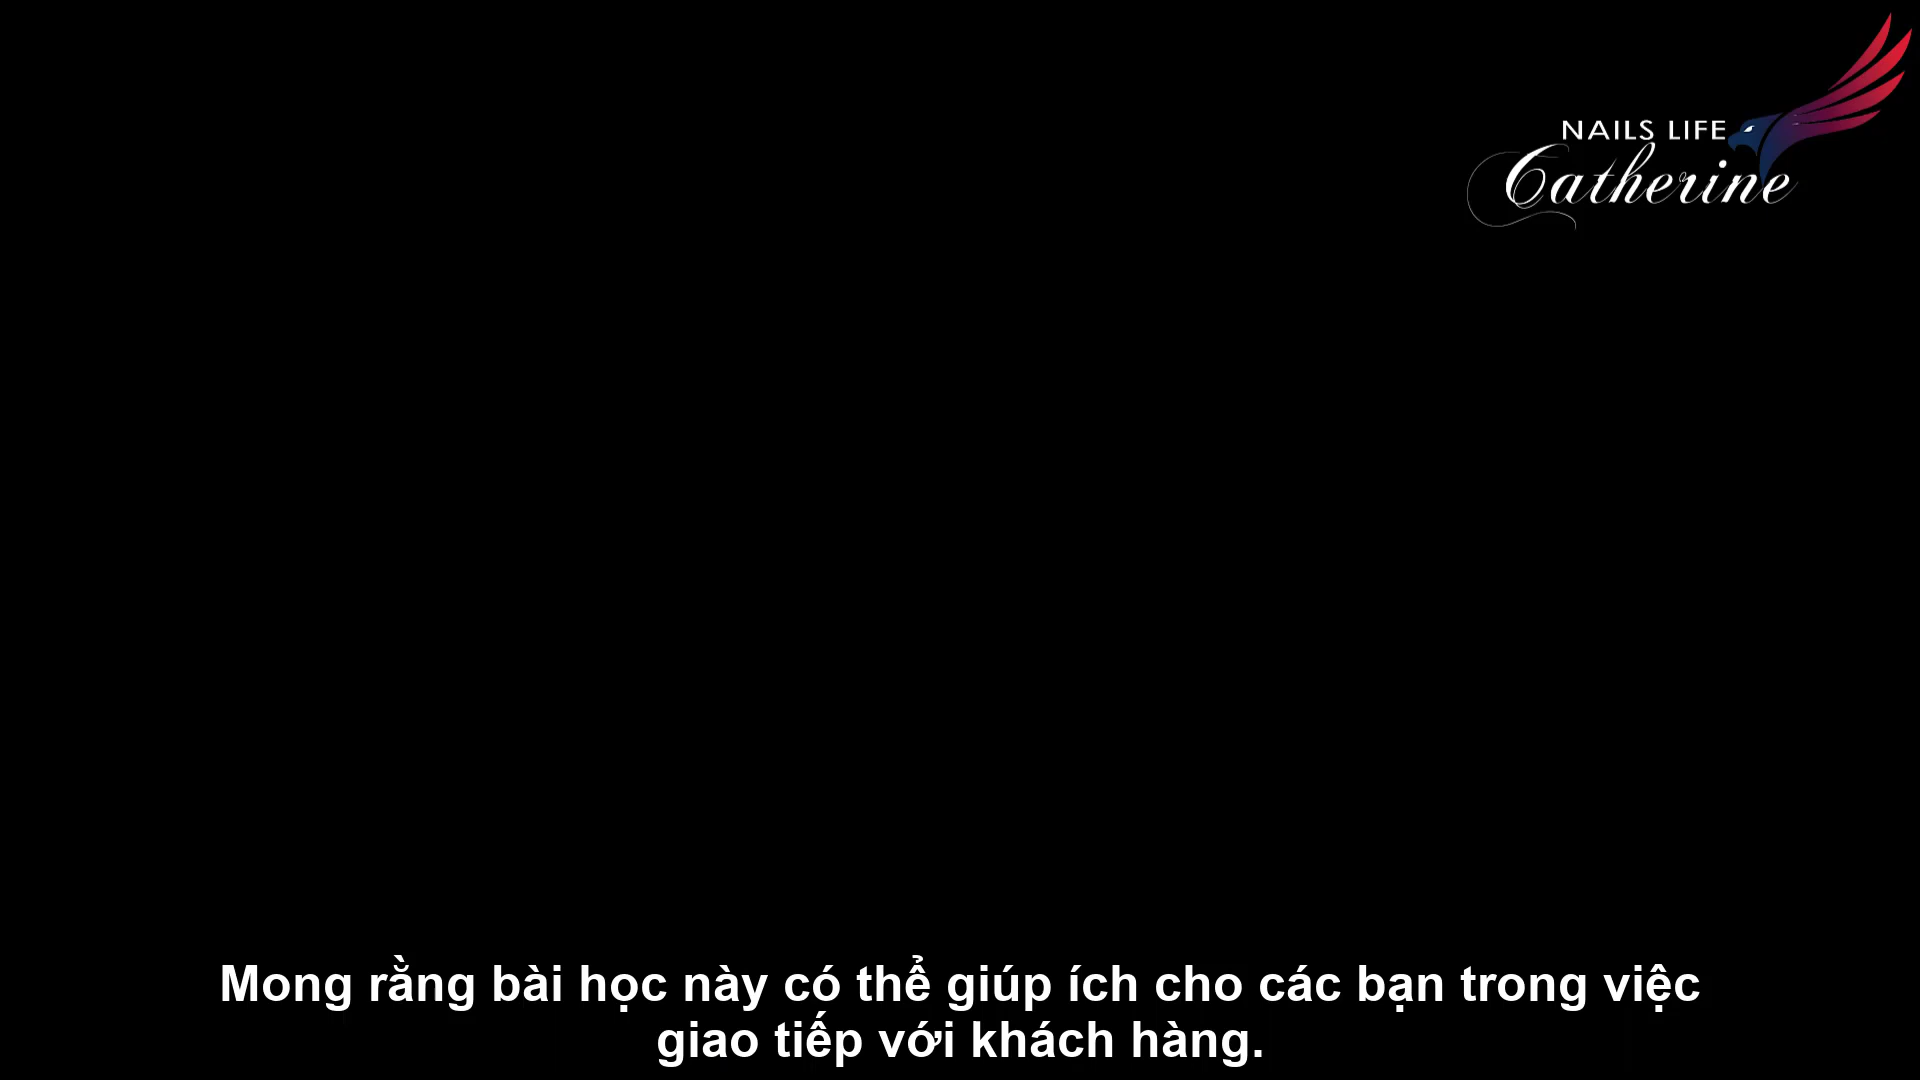 NAILS LIFE
Catherine
Mong rằng bài học này có thể giúp ích cho các bạn trong việc
giao tiếp với khách hàng.